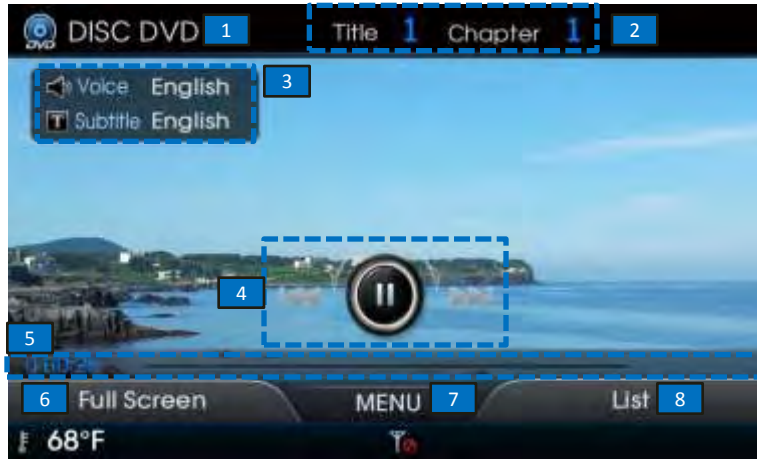 DVD DISC DVD 1 Title 1 Chapter 1 2
Voice English 3
T Subtitle English
4
5
6 Full Screen MENU 7 List 8
68°F